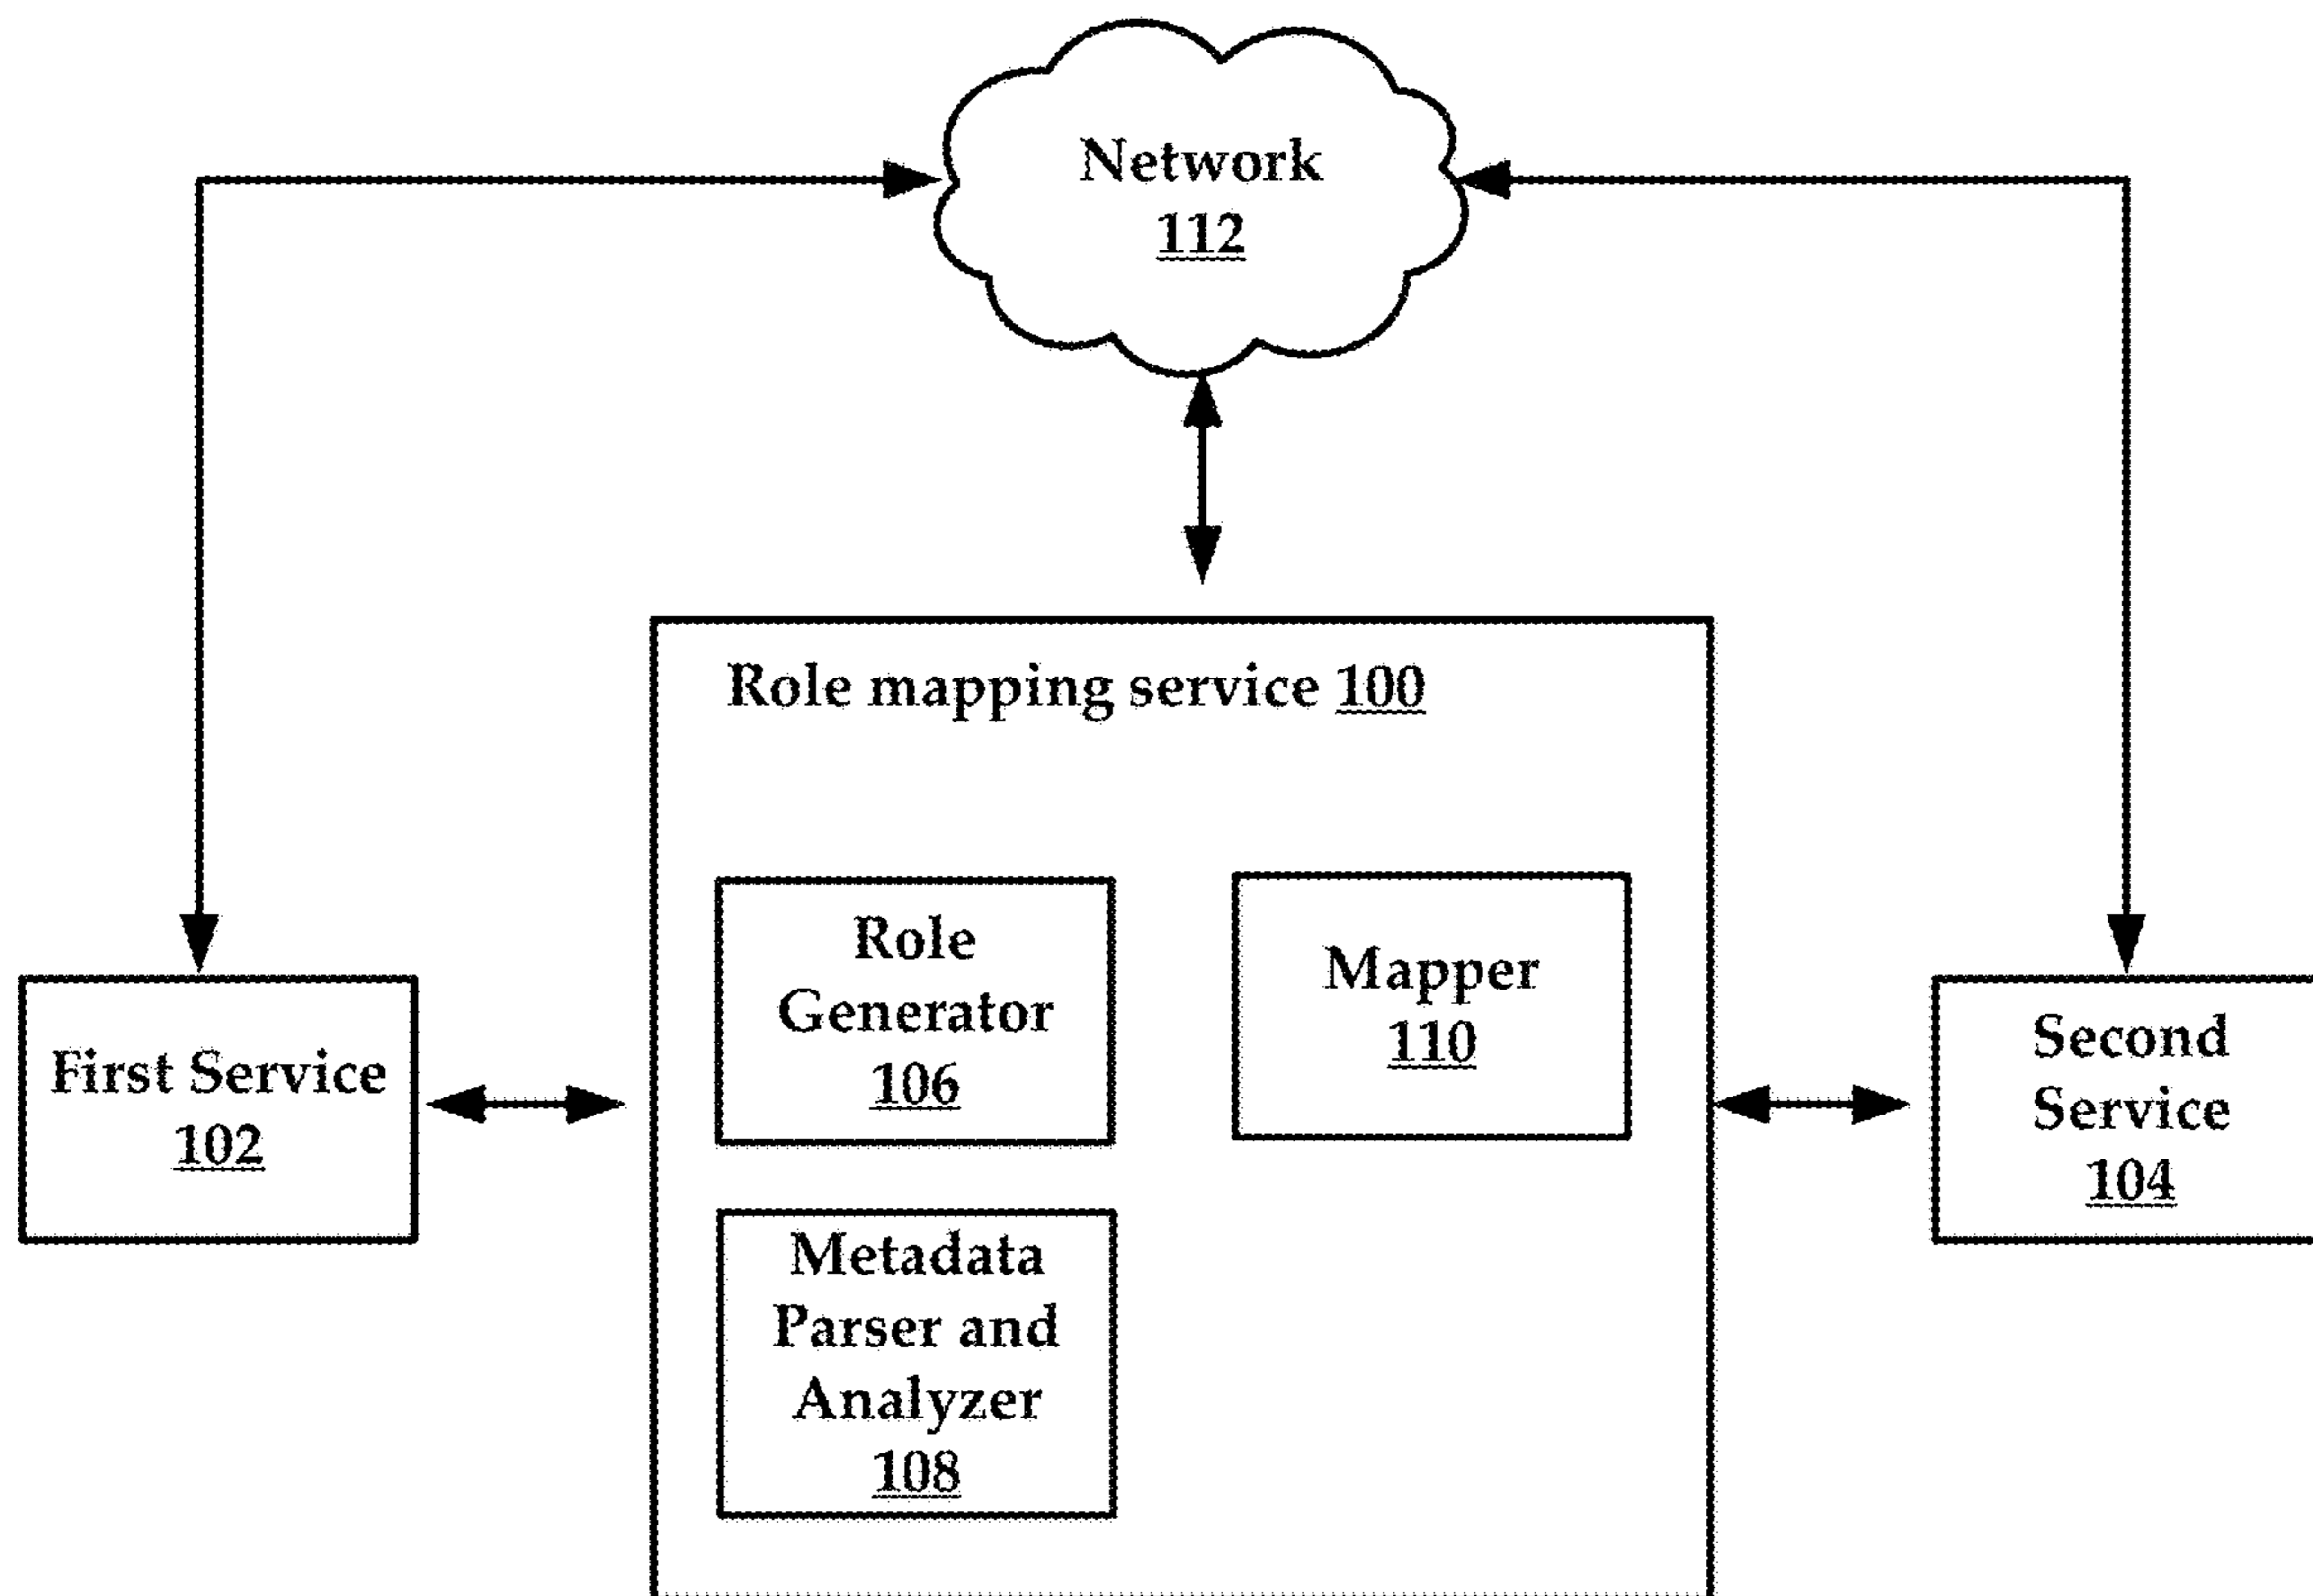 Network
112
Role mapping service 100
Role
Generator
106
Mapper
110
First Service
102
Second
Service
104
Metadata
Parser and
Analyzer
108